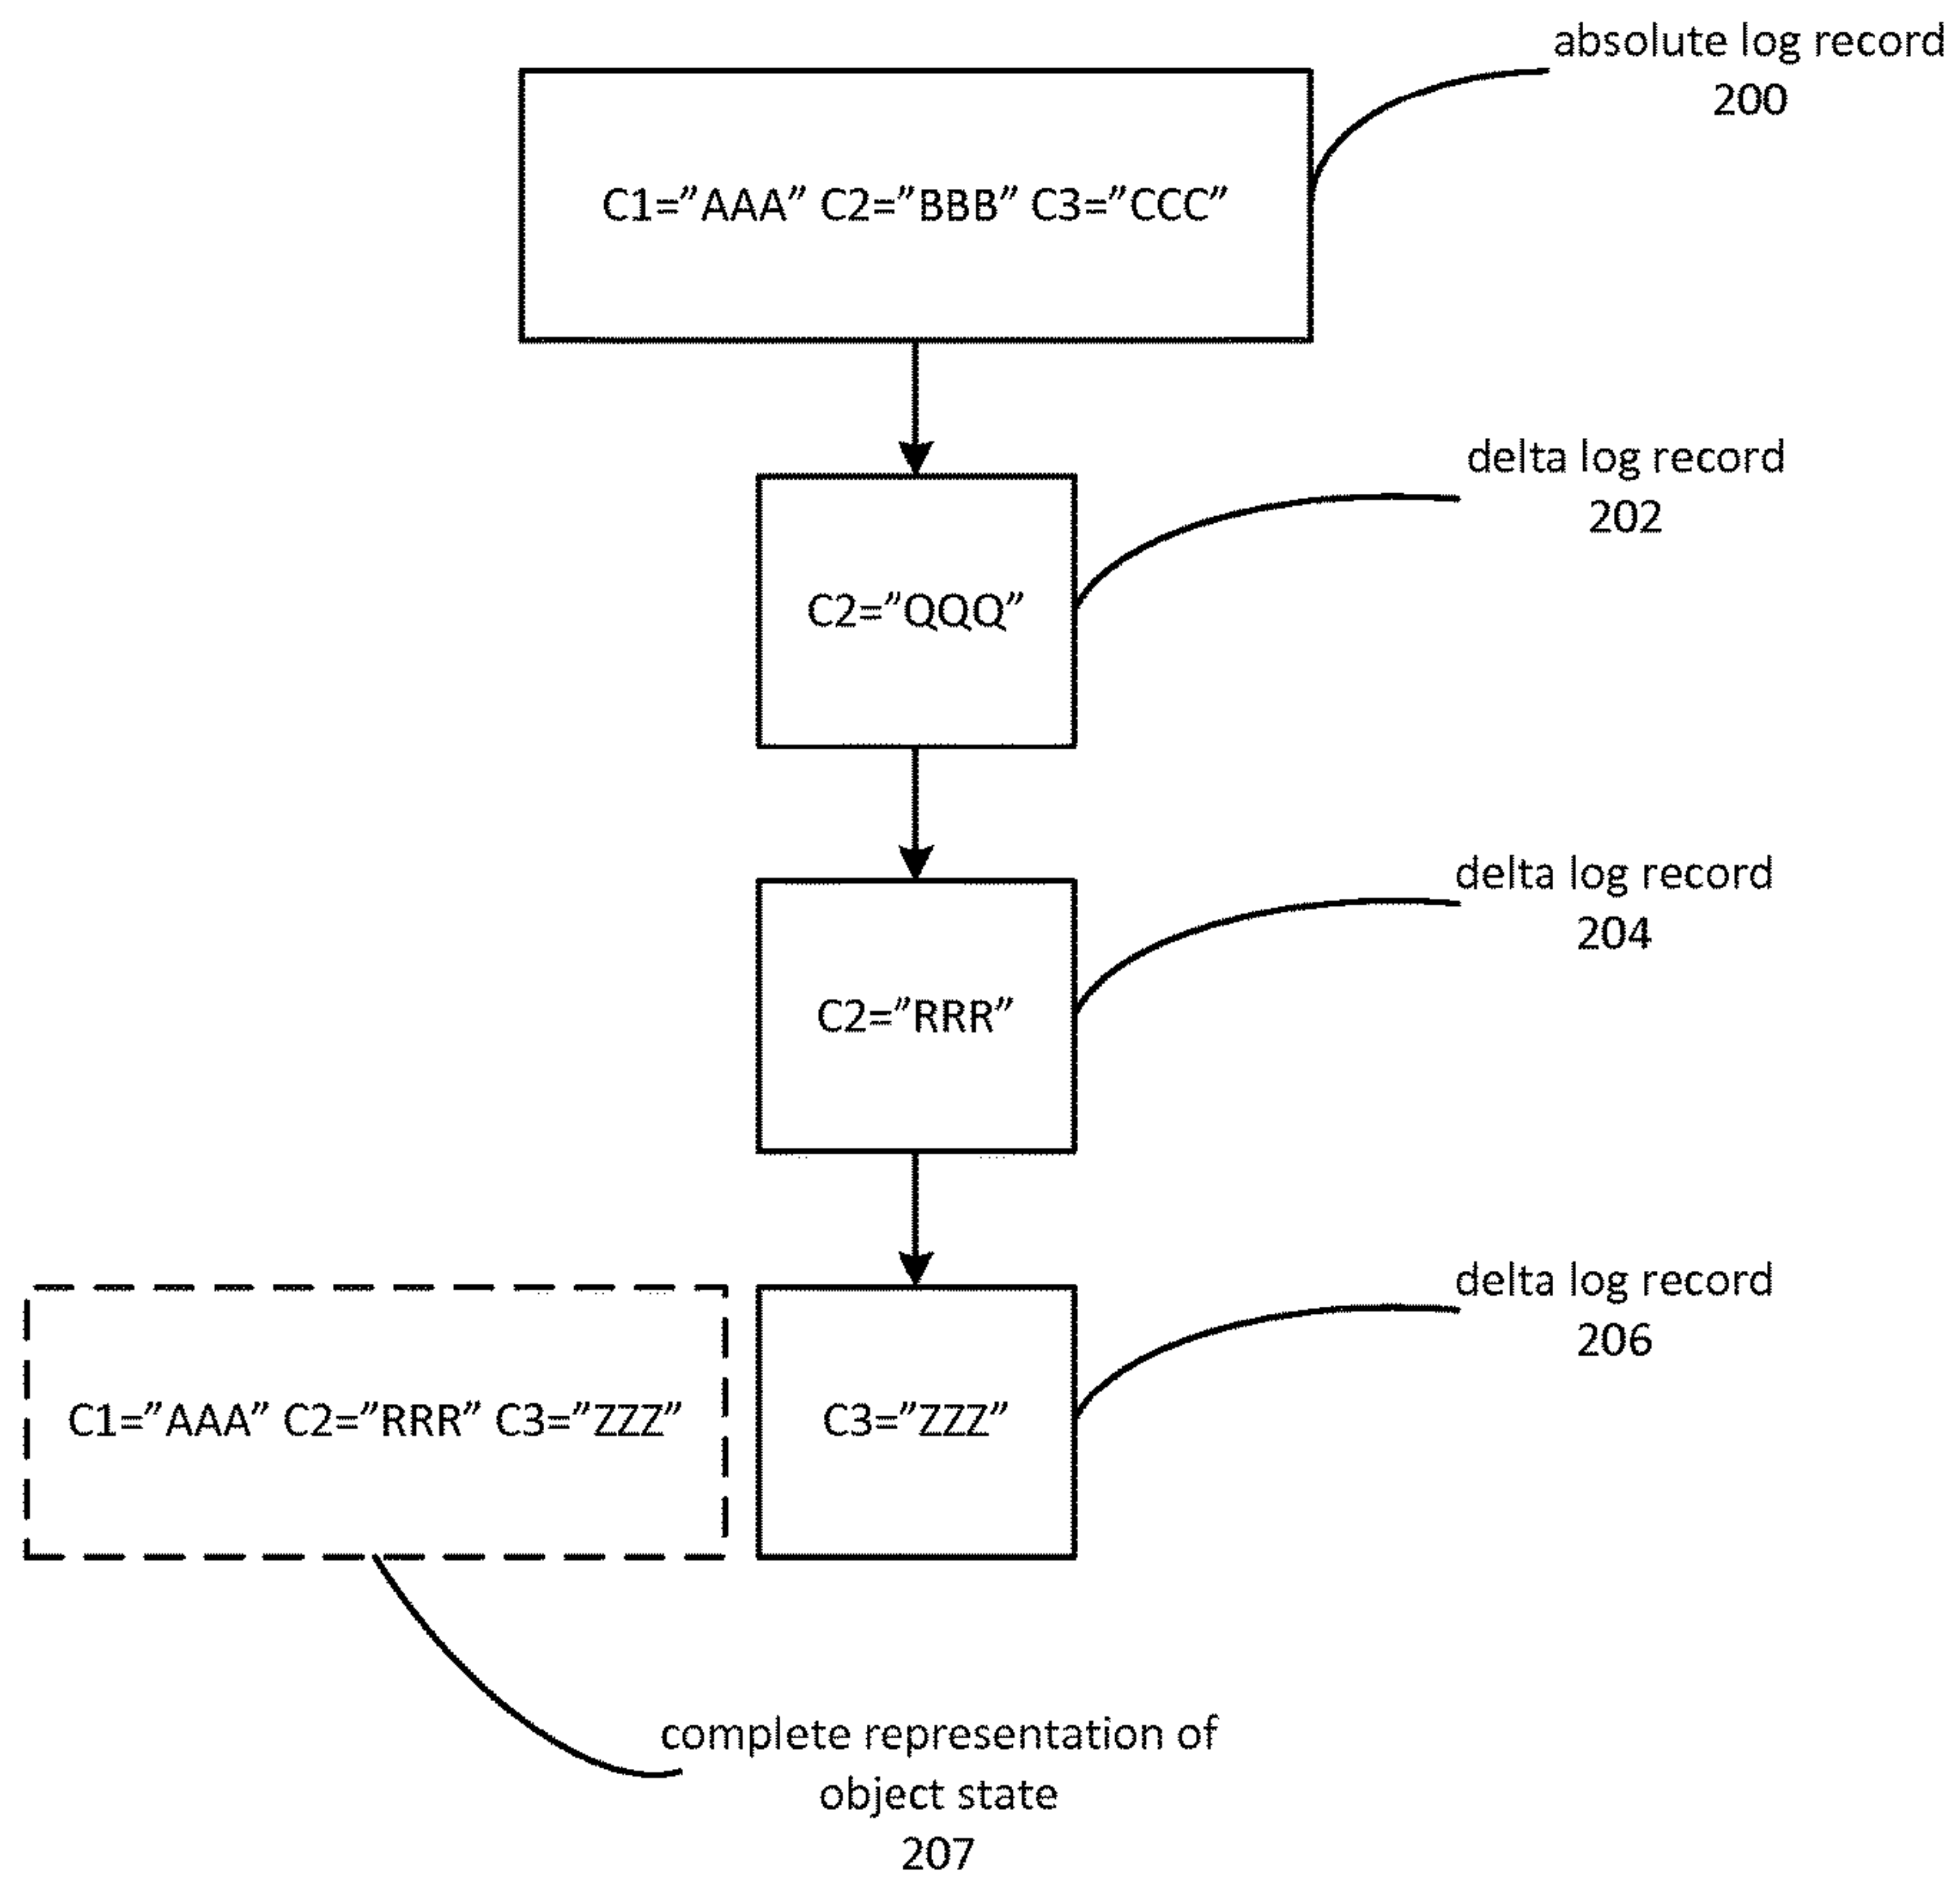 absolute log record
200
C1=”AAA” C2=”BBB” C3=”CCC”
delta log record
202
C2=”QQQ”
delta log record
204
C2=”RRR”
delta log record
206
C1=”AAA” C2=”RRR” C3=”ZZZ”
C3=”ZZZ”
complete representation of
object state
207